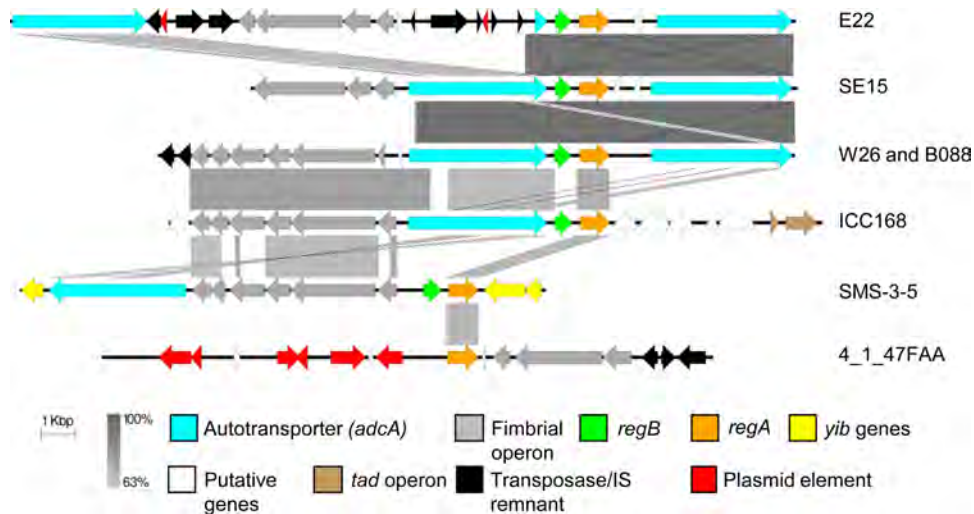 E22
SE15
W26 and B088
ICC168
SMS-3-5
4_1_47FAA
1 Kbp
100%
63%
Autotransporter (adcA)
Fimbrial
operon
regB
regA
yib genes
Putative
genes
tad operon
Transposase/IS
remnant
Plasmid element